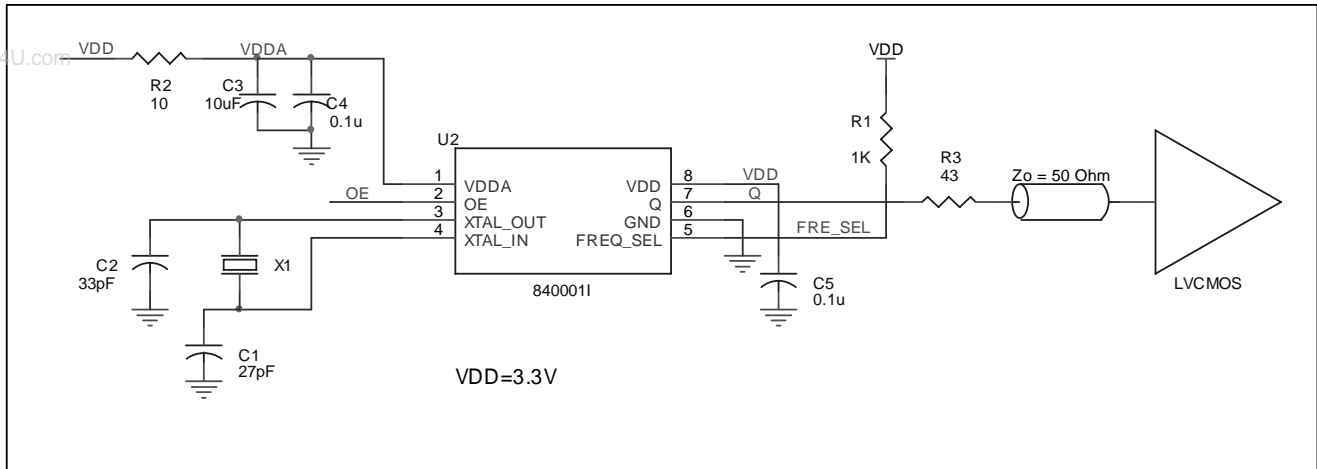 4U.com
VDD
VDDA
VDD
R2
10
C3
10uF
C4
0.1u
R1
1K
R3
43
Zo = 50 Ohm
U2
OE
1
2
3
4
VDDA
OE
XTAL_OUT
XTAL_IN
VDD
Q
GND
FREQ_SEL
8
7
6
5
VDD
Q
FRE_SEL
C2
33pF
X1
840001I
C5
0.1u
LVCMOS
C1
27pF
VDD=3.3V